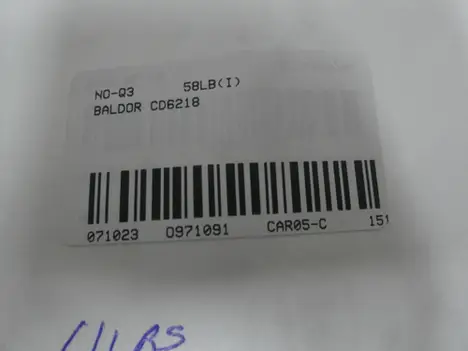 NO-Q3 58LB(I)
BALDOR CD6218
071023 0971091 CAR05-C 151